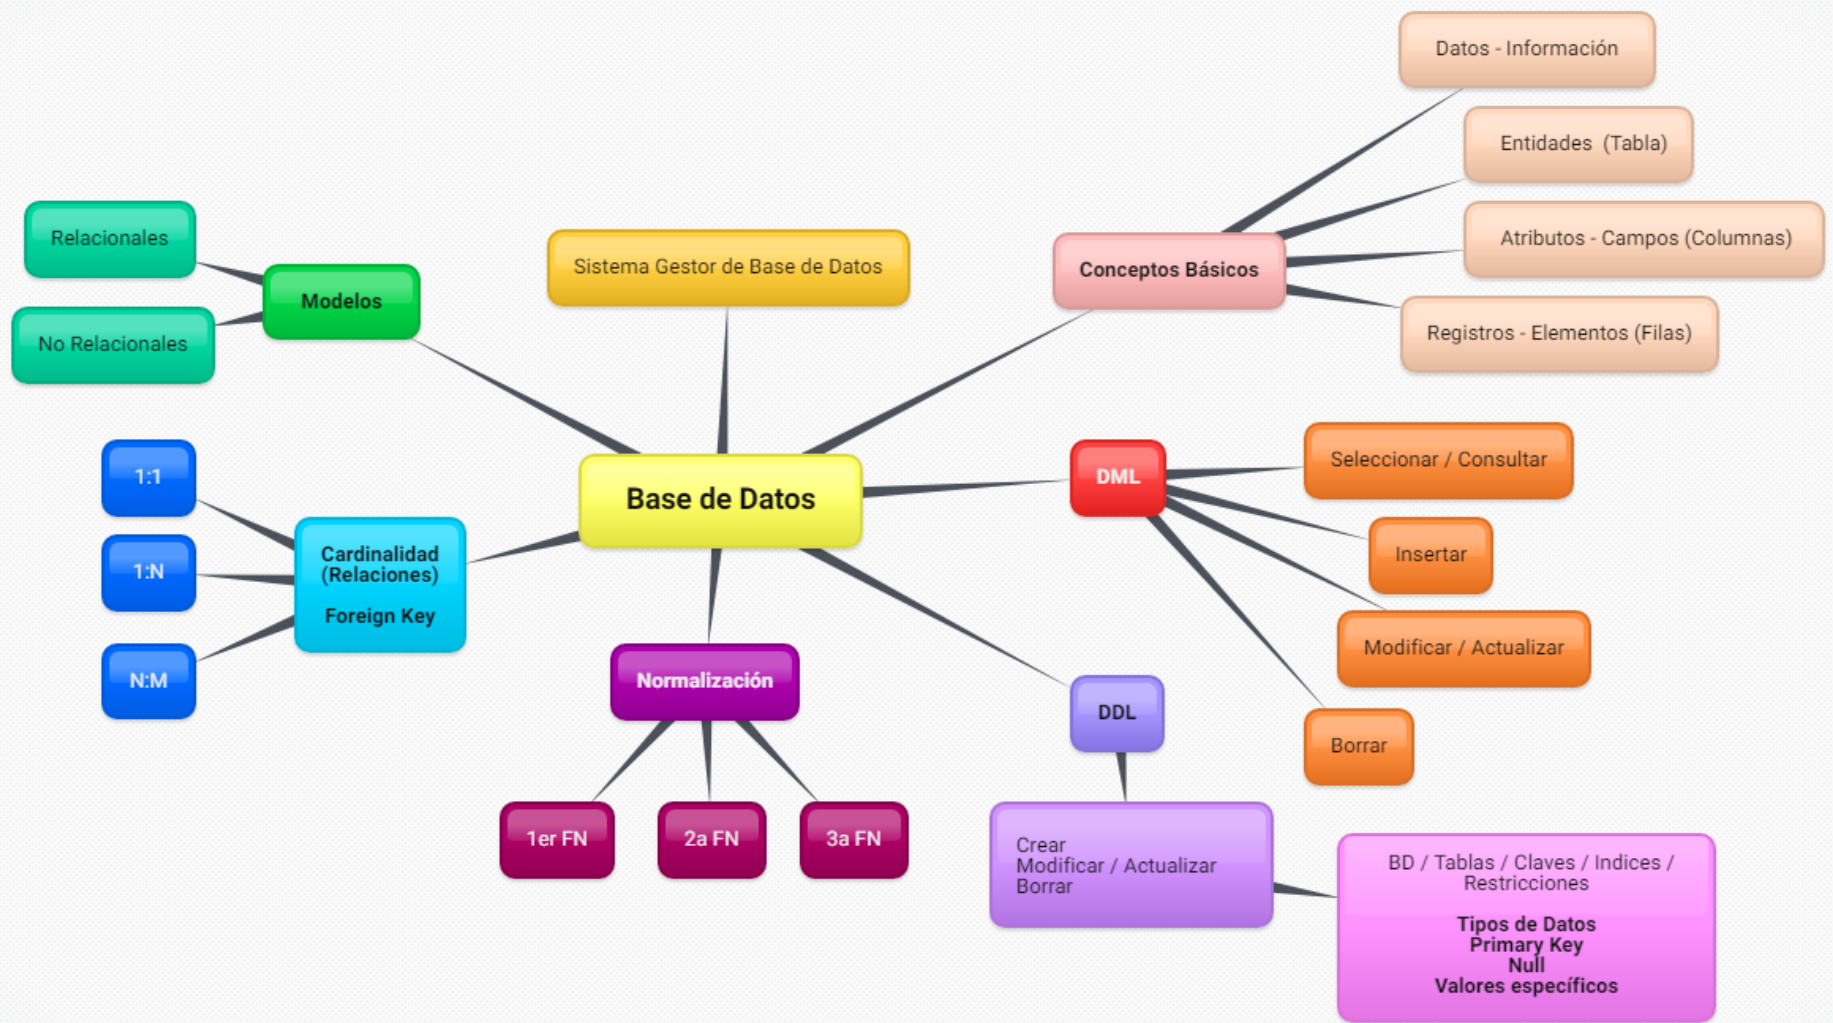 Datos - Información
Entidades (Tabla)
Atributos - Campos (Columnas)
Registros - Elementos (Filas)
Conceptos Básicos
Sistema Gestor de Base de Datos
Relacionales
No Relacionales
Modelos
Base de Datos
1:1
1:N
N:M
Cardinalidad
(Relaciones)
Foreign Key
DML
Seleccionar / Consultar
Insertar
Modificar / Actualizar
Borrar
Normalización
1er FN
2a FN
3a FN
DDL
Crear
Modificar / Actualizar
Borrar
BD / Tablas / Claves / Indices /
Restricciones
Tipos de Datos
Primary Key
Null
Valores específicos